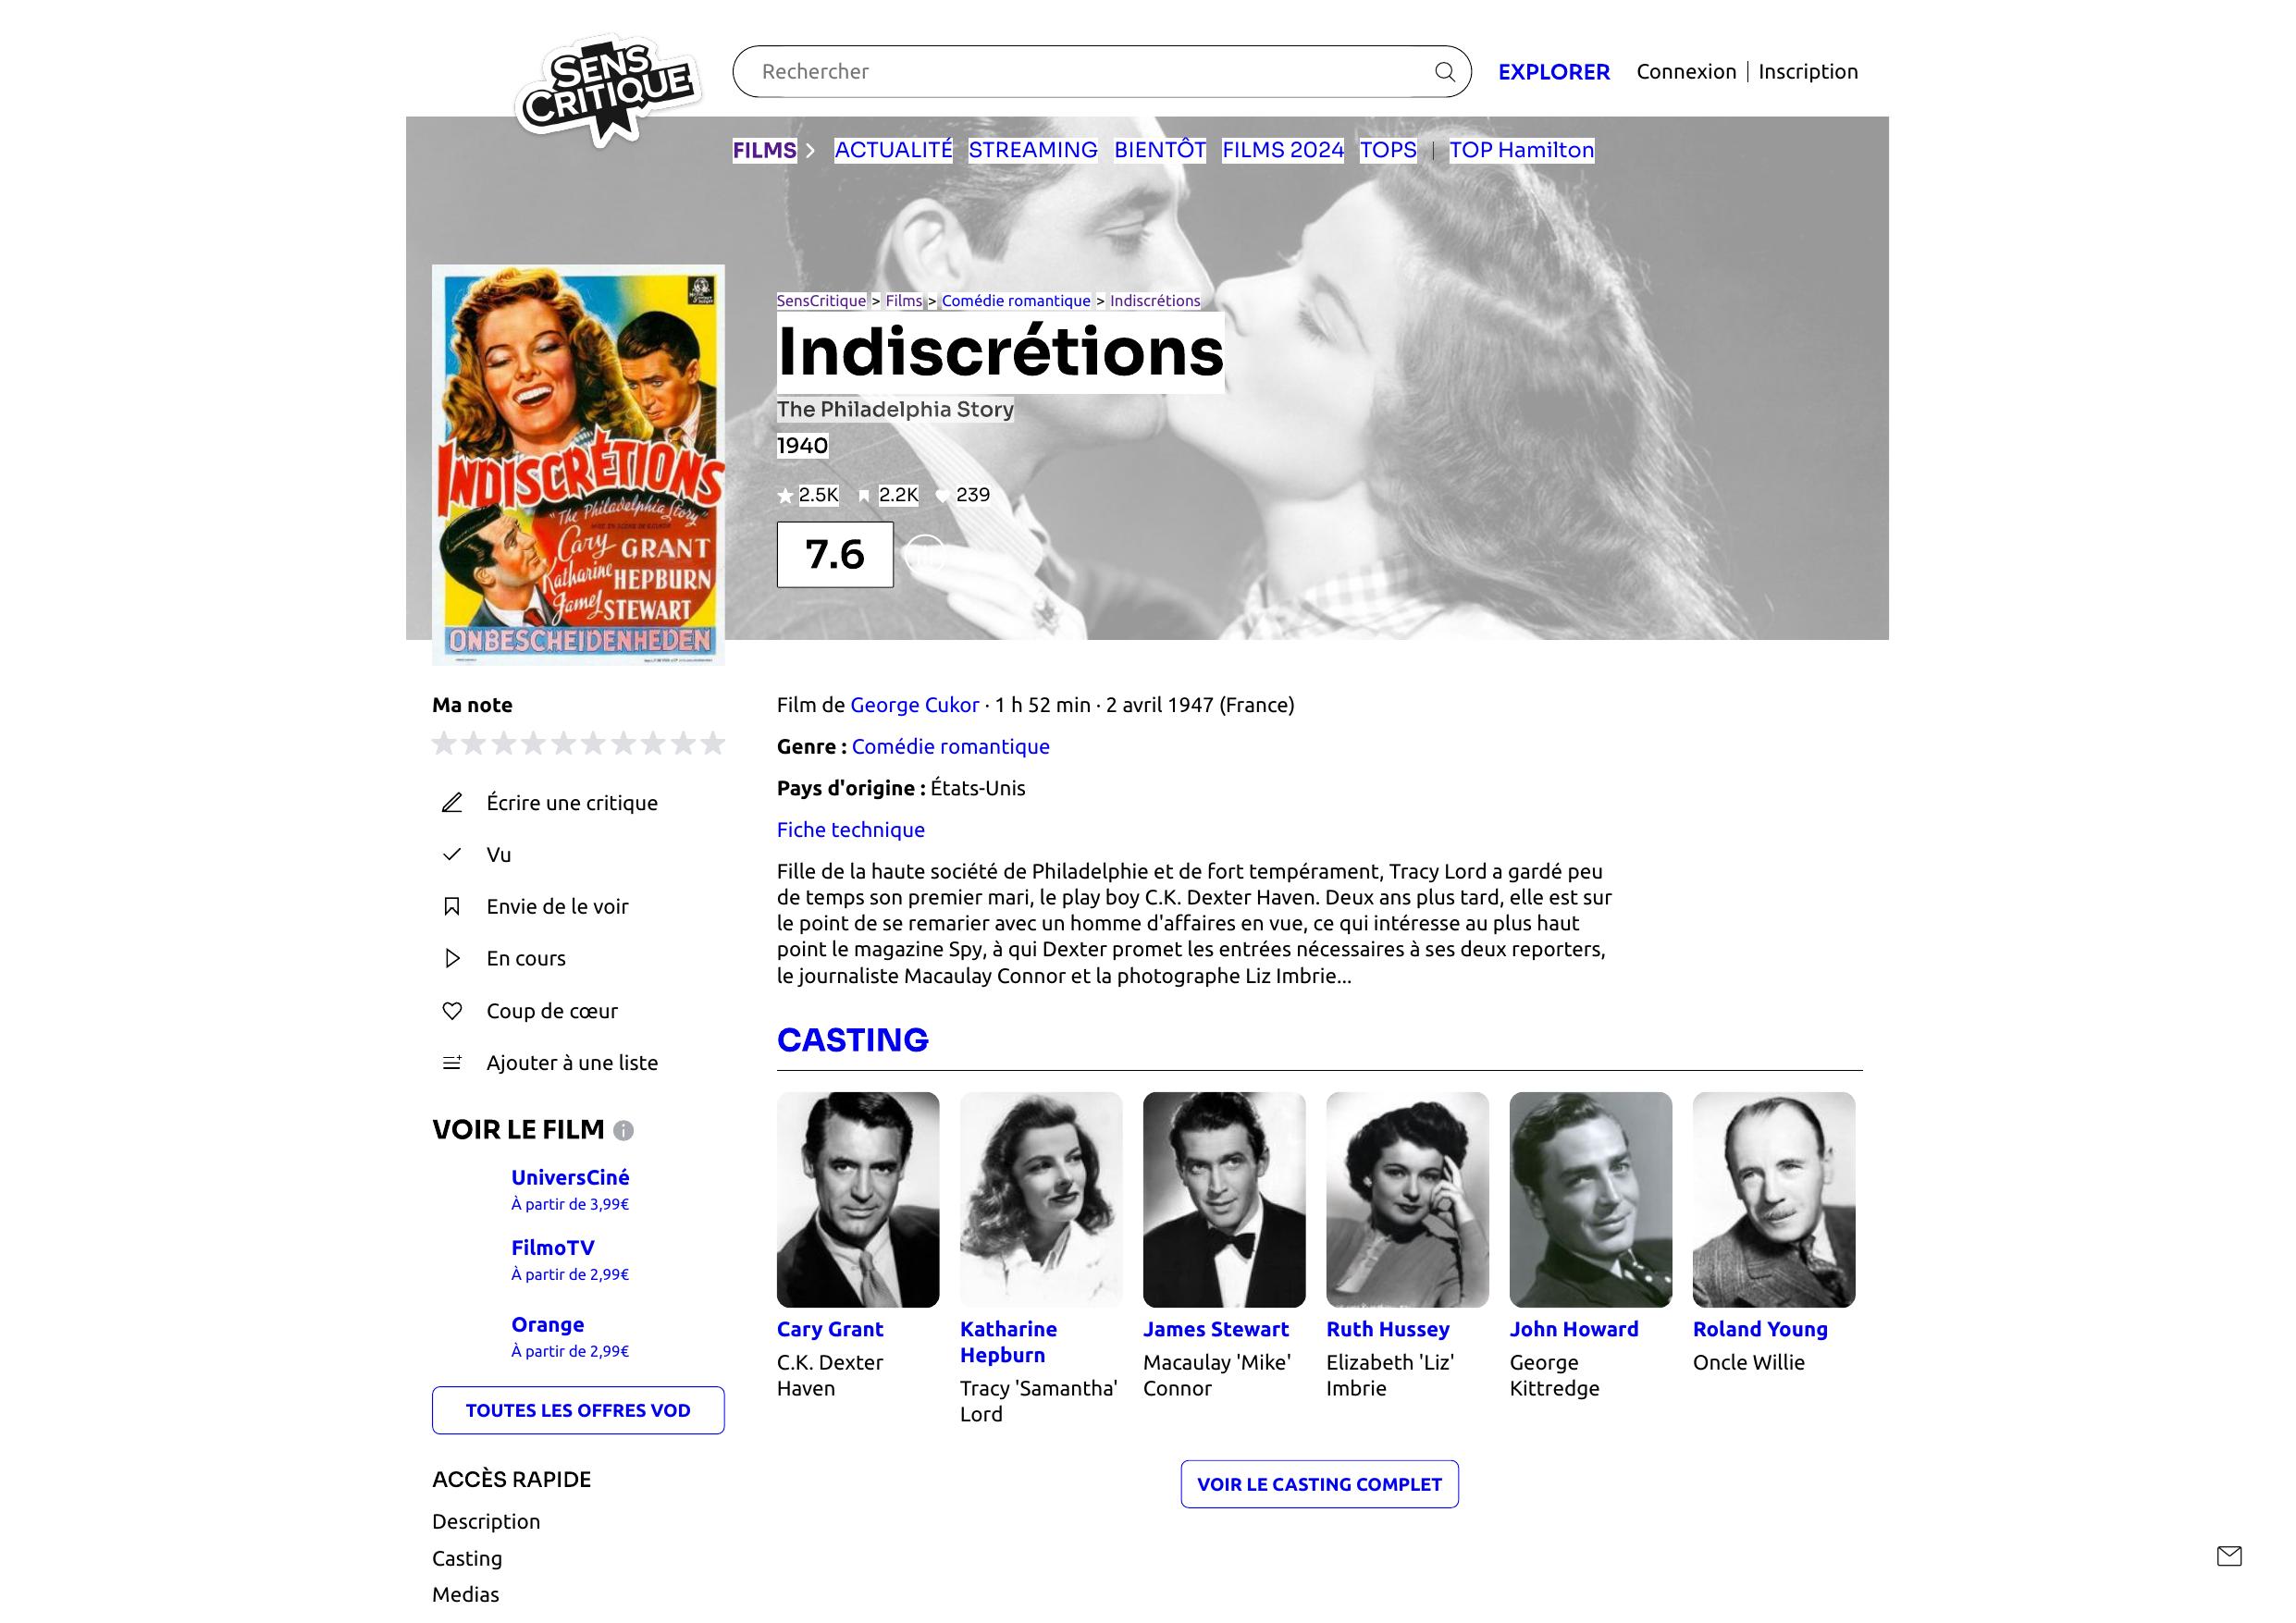 SENS
CRITIQUE
Rechercher
EXPLORER
Connexion | Inscription
FILMS
ACTUALITÉ
STREAMING
BIENTÔT
FILMS 2024
TOPS
|
TOP Hamilton
INDISCRÉTIONS
"The Philadelphia Story"
Cary GRANT
Katharine HEPBURN
James STEWART
ONBESCHEIDENHEDEN
SensCritique > Films > Comédie romantique > Indiscrétions
Indiscrétions
The Philadelphia Story
1940
2.5K
2.2K
239
7.6
Ma note
Écrire une critique
Vu
Envie de le voir
En cours
Coup de cœur
Ajouter à une liste
VOIR LE FILM
UniversCiné
À partir de 3,99€
FilmoTV
À partir de 2,99€
Orange
À partir de 2,99€
TOUTES LES OFFRES VOD
ACCÈS RAPIDE
Description
Casting
Medias
Film de George Cukor · 1 h 52 min · 2 avril 1947 (France)
Genre : Comédie romantique
Pays d'origine : États-Unis
Fiche technique
Fille de la haute société de Philadelphie et de fort tempérament, Tracy Lord a gardé peu
de temps son premier mari, le play boy C.K. Dexter Haven. Deux ans plus tard, elle est sur
le point de se remarier avec un homme d'affaires en vue, ce qui intéresse au plus haut
point le magazine Spy, à qui Dexter promet les entrées nécessaires à ses deux reporters,
le journaliste Macaulay Connor et la photographe Liz Imbrie...
CASTING
Cary Grant
C.K. Dexter
Haven
Katharine
Hepburn
Tracy 'Samantha'
Lord
James Stewart
Macaulay 'Mike'
Connor
Ruth Hussey
Elizabeth 'Liz'
Imbrie
John Howard
George
Kittredge
Roland Young
Oncle Willie
VOIR LE CASTING COMPLET